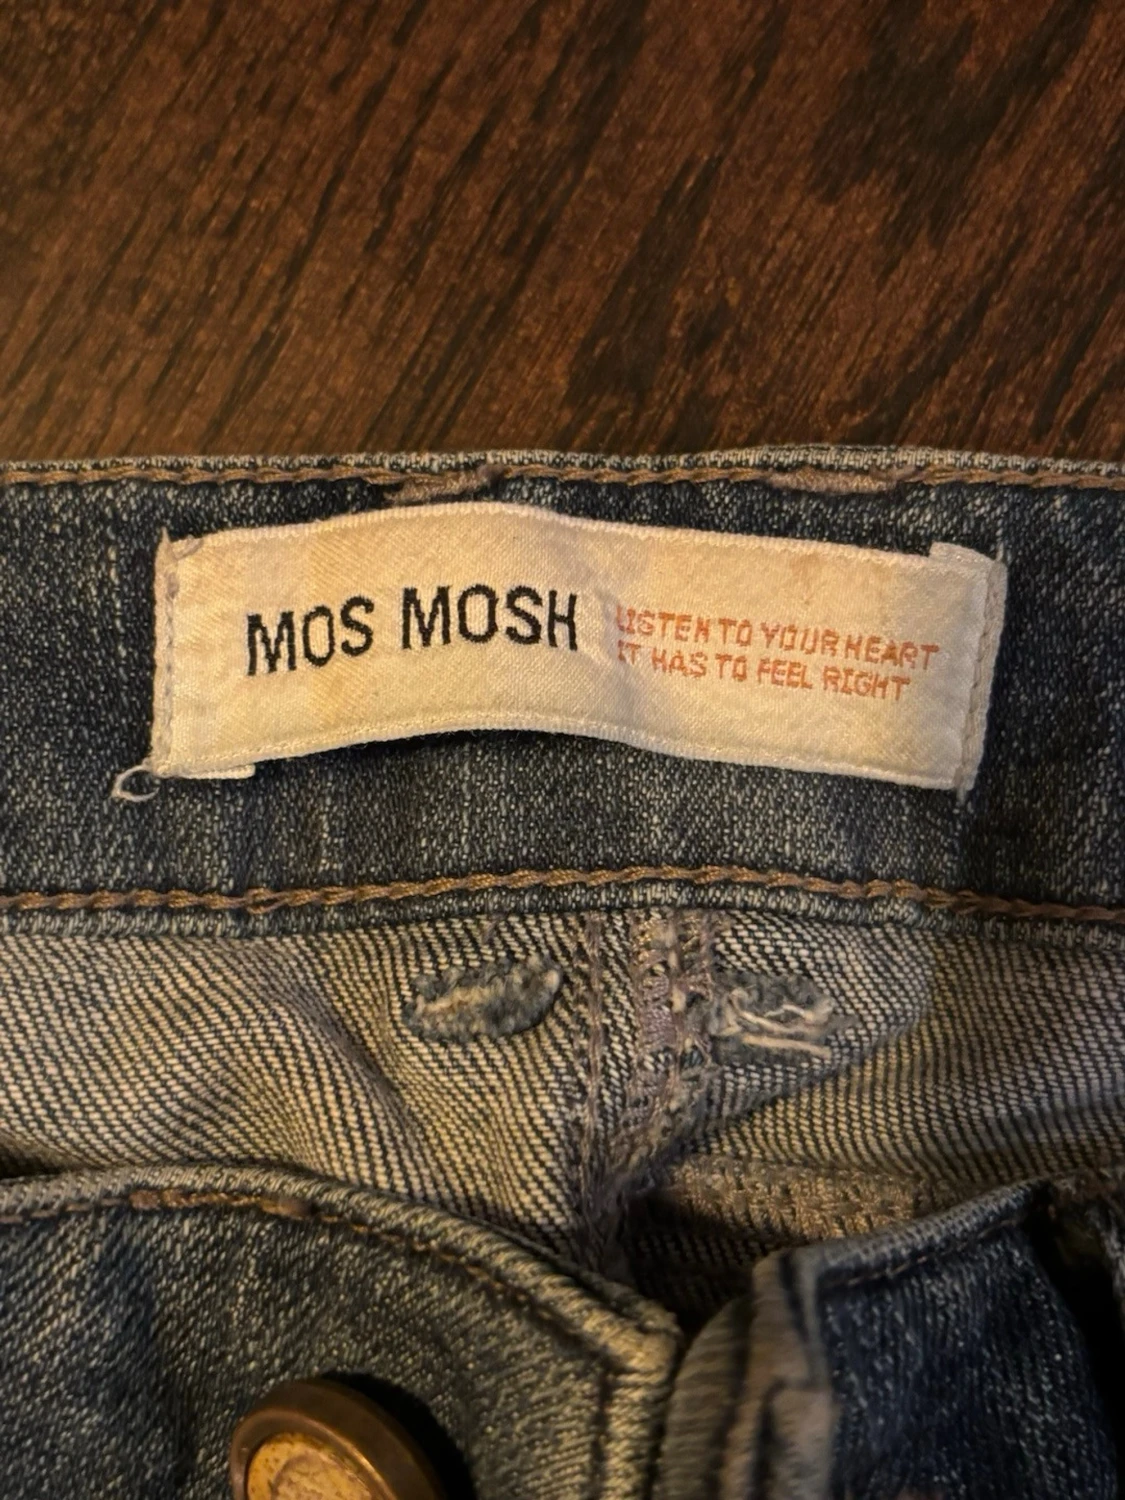 MOS MOSH
LISTEN TO YOUR HEART
IT HAS TO FEEL RIGHT